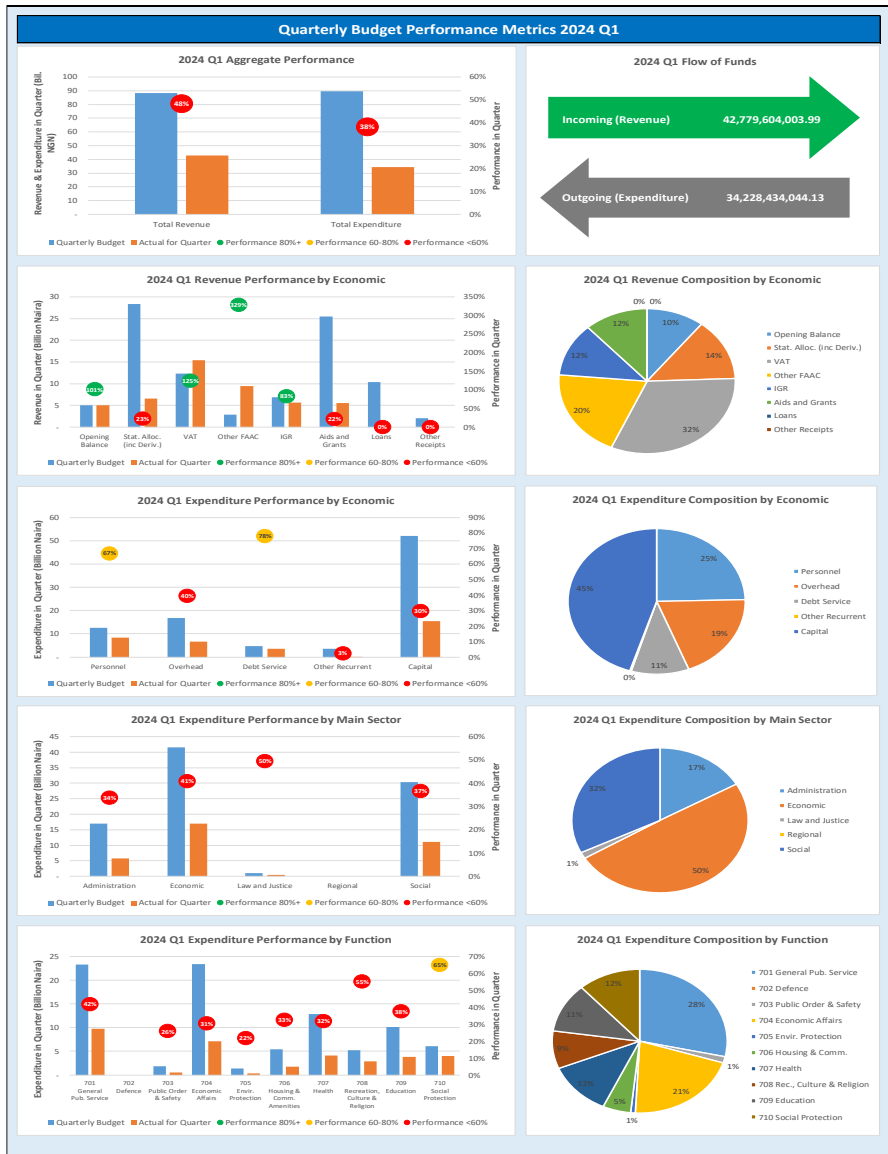 Quarterly Budget Performance Metrics 2024 Q1
2024 Q1 Aggregate Performance
Revenue & Expenditure in Quarter (Bil. NGN)
100
90
80
70
60
50
40
30
20
10
-
48%
38%
60%
50%
40%
30%
20%
10%
0%
Performance in Quarter
Total Revenue
Total Expenditure
Quarterly Budget
Actual for Quarter
Performance 80%+
Performance 60-80%
Performance <60%
2024 Q1 Flow of Funds
Incoming (Revenue) 42,779,604,003.99
Outgoing (Expenditure) 34,228,434,044.13
2024 Q1 Revenue Performance by Economic
Revenue in Quarter (Billion Naira)
30
25
20
15
10
5
-
101%
23%
125%
329%
83%
22%
0%
0%
350%
300%
250%
200%
150%
100%
50%
0%
Performance in Quarter
Opening Balance
Stat. Alloc. (inc Deriv.)
VAT
Other FAAC
IGR
Aids and Grants
Loans
Other Receipts
Quarterly Budget
Actual for Quarter
Performance 80%+
Performance 60-80%
Performance <60%
2024 Q1 Revenue Composition by Economic
0% 0%
10%
14%
32%
20%
12%
12%
Opening Balance
Stat. Alloc. (inc Deriv.)
VAT
Other FAAC
IGR
Aids and Grants
Loans
Other Receipts
2024 Q1 Expenditure Performance by Economic
Expenditure in Quarter (Billion Naira)
60
50
40
30
20
10
-
67%
40%
78%
3%
30%
90%
80%
70%
60%
50%
40%
30%
20%
10%
0%
Performance in Quarter
Personnel
Overhead
Debt Service
Other Recurrent
Capital
Quarterly Budget
Actual for Quarter
Performance 80%+
Performance 60-80%
Performance <60%
2024 Q1 Expenditure Composition by Economic
25%
19%
11%
0%
45%
Personnel
Overhead
Debt Service
Other Recurrent
Capital
2024 Q1 Expenditure Performance by Main Sector
Expenditure in Quarter (Billion Naira)
45
40
35
30
25
20
15
10
5
-
34%
41%
50%
37%
60%
50%
40%
30%
20%
10%
0%
Performance in Quarter
Administration
Economic
Law and Justice
Regional
Social
Quarterly Budget
Actual for Quarter
Performance 80%+
Performance 60-80%
Performance <60%
2024 Q1 Expenditure Composition by Main Sector
17%
50%
1%
32%
Administration
Economic
Law and Justice
Regional
Social
2024 Q1 Expenditure Performance by Function
Expenditure in Quarter (Billion Naira)
25
20
15
10
5
-
42%
26%
31%
22%
33%
32%
55%
38%
65%
70%
60%
50%
40%
30%
20%
10%
0%
Performance in Quarter
701 General Pub. Service
702 Defence
703 Public Order & Safety
704 Economic Affairs
705 Envir. Protection
706 Housing & Comm. Amenities
707 Health
708 Recreation, Culture & Religion
709 Education
710 Social Protection
Quarterly Budget
Actual for Quarter
Performance 80%+
Performance 60-80%
Performance <60%
2024 Q1 Expenditure Composition by Function
28%
1%
21%
1%
5%
12%
9%
11%
12%
701 General Pub. Service
702 Defence
703 Public Order & Safety
704 Economic Affairs
705 Envir. Protection
706 Housing & Comm.
707 Health
708 Rec., Culture & Religion
709 Education
710 Social Protection